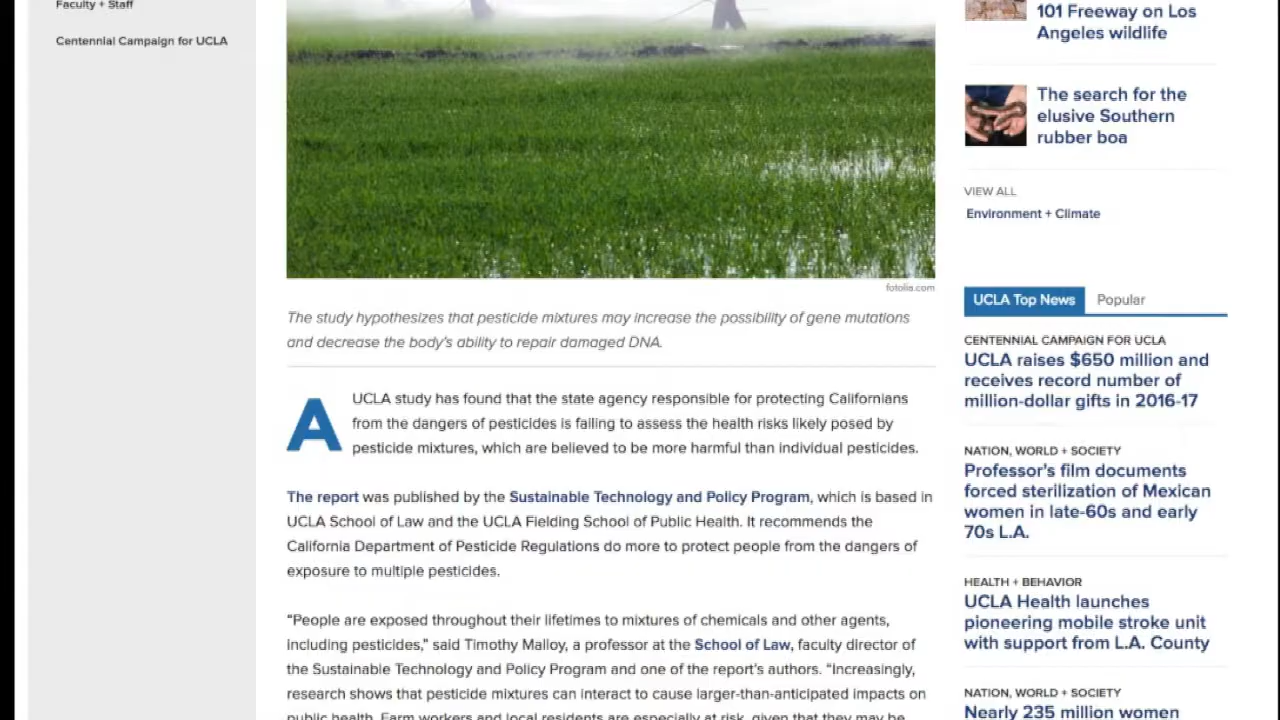 Faculty + Staff
Centennial Campaign for UCLA
fotolia.com
The study hypothesizes that pesticide mixtures may increase the possibility of gene mutations
and decrease the body's ability to repair damaged DNA.
A UCLA study has found that the state agency responsible for protecting Californians
from the dangers of pesticides is failing to assess the health risks likely posed by
pesticide mixtures, which are believed to be more harmful than individual pesticides.
The report was published by the Sustainable Technology and Policy Program, which is based in
UCLA School of Law and the UCLA Fielding School of Public Health. It recommends the
California Department of Pesticide Regulations do more to protect people from the dangers of
exposure to multiple pesticides.
“People are exposed throughout their lifetimes to mixtures of chemicals and other agents,
including pesticides,” said Timothy Malloy, a professor at the School of Law, faculty director of
the Sustainable Technology and Policy Program and one of the report's authors. “Increasingly,
research shows that pesticide mixtures can interact to cause larger-than-anticipated impacts on
public health. Farm workers and local residents are especially at risk, given that they may be
101 Freeway on Los
Angeles wildlife
The search for the
elusive Southern
rubber boa
VIEW ALL
Environment + Climate
UCLA Top News Popular
CENTENNIAL CAMPAIGN FOR UCLA
UCLA raises $650 million and
receives record number of
million-dollar gifts in 2016-17
NATION, WORLD + SOCIETY
Professor's film documents
forced sterilization of Mexican
women in late-60s and early
70s L.A.
HEALTH + BEHAVIOR
UCLA Health launches
pioneering mobile stroke unit
with support from L.A. County
NATION, WORLD + SOCIETY
Nearly 235 million women